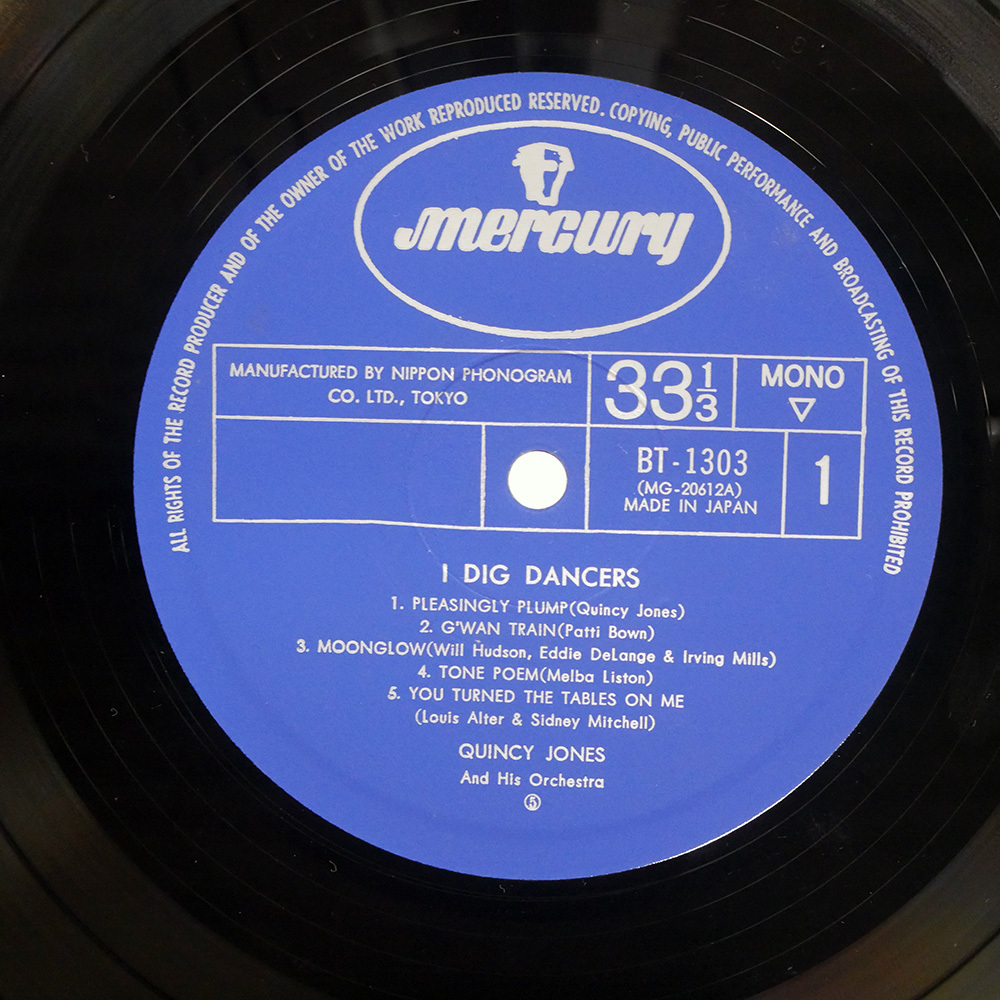 ALL RIGHTS OF THE RECORD PRODUCER AND OF THE OWNER OF THE WORK REPRODUCED RESERVED. COPYING, PUBLIC PERFORMANCE AND BROADCASTING OF THIS RECORD PROHIBITED
mercury
MANUFACTURED BY NIPPON PHONOGRAM
CO. LTD., TOKYO
33 1/3
MONO
▽
BT-1303
(MG-20612A)
MADE IN JAPAN
1
I DIG DANCERS
1. PLEASINGLY PLUMP(Quincy Jones)
2. G'WAN TRAIN(Patti Bown)
3. MOONGLOW(Will Hudson, Eddie DeLange & Irving Mills)
4. TONE POEM(Melba Liston)
5. YOU TURNED THE TABLES ON ME
(Louis Alter & Sidney Mitchell)
QUINCY JONES
And His Orchestra
⑤